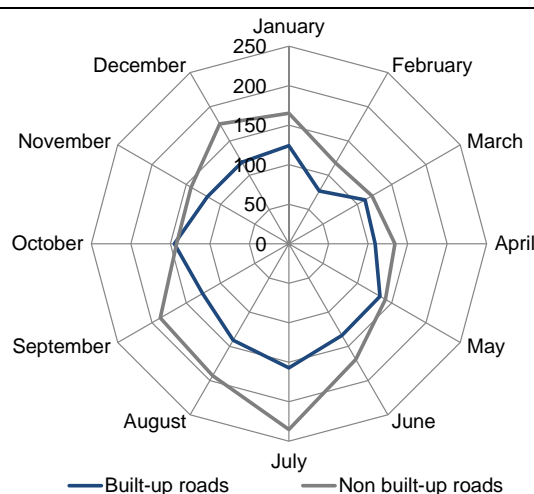 January
250
December
February
200
150
November
March
100
50
October
0
April
September
May
August
June
July
Built-up roads
Non built-up roads